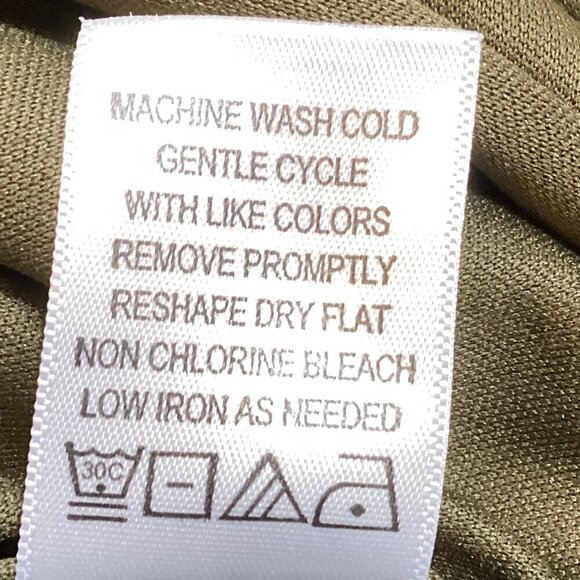 MACHINE WASH COLD
GENTLE CYCLE
WITH LIKE COLORS
REMOVE PROMPTLY
RESHAPE DRY FLAT
NON CHLORINE BLEACH
LOW IRON AS NEEDED
30C